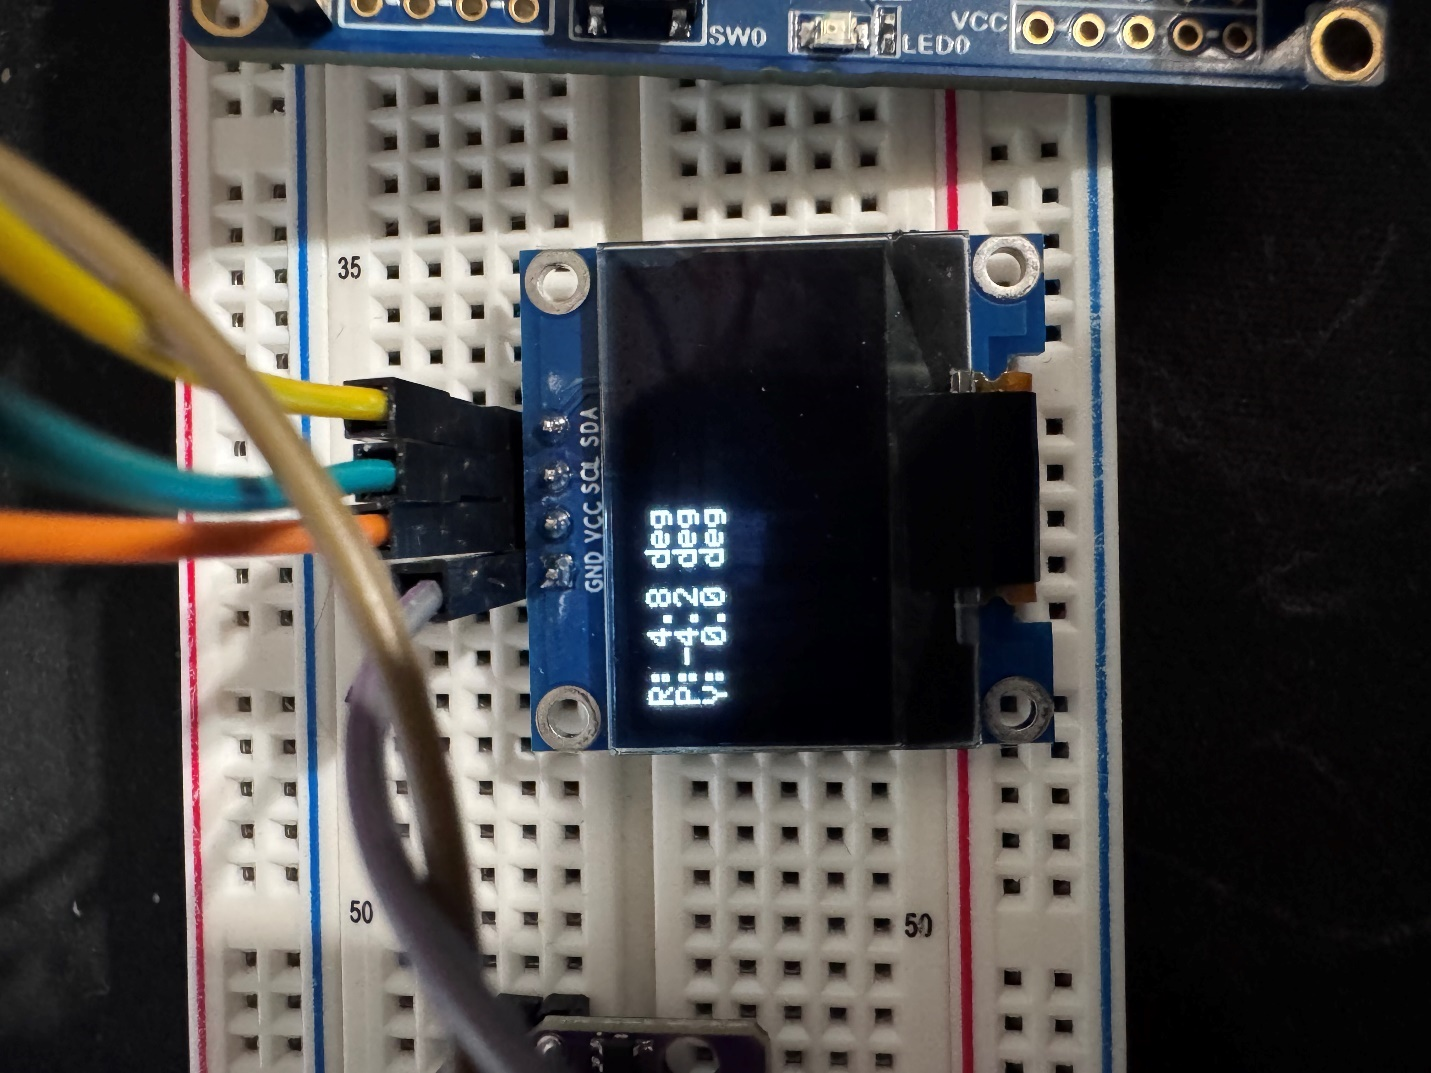 SW0
LED0
VCC
35
GND VCC SCL SDA
R: 4.8 deg
P:-4.2 deg
Y: 0.0 deg
50
50